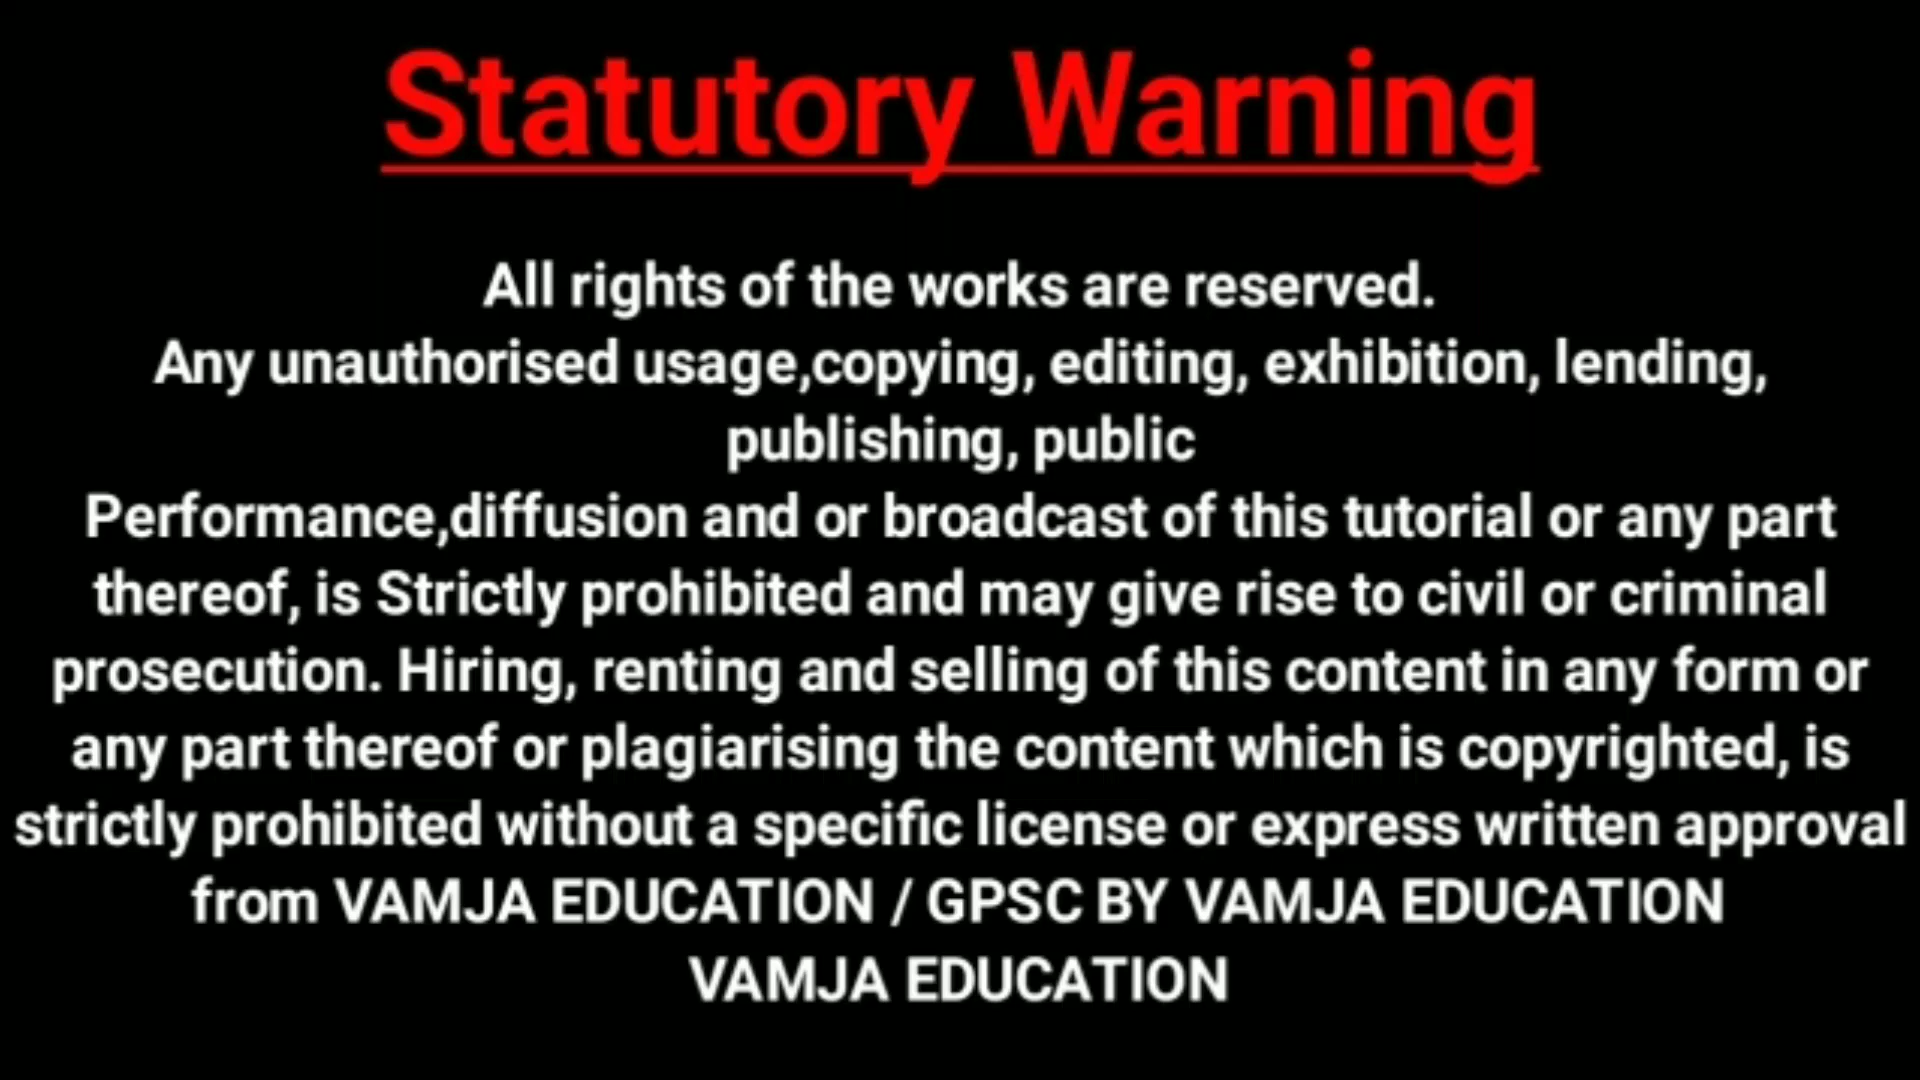 Statutory Warning
All rights of the works are reserved.
Any unauthorised usage,copying, editing, exhibition, lending,
publishing, public
Performance,diffusion and or broadcast of this tutorial or any part
thereof, is Strictly prohibited and may give rise to civil or criminal
prosecution. Hiring, renting and selling of this content in any form or
any part thereof or plagiarising the content which is copyrighted, is
strictly prohibited without a specific license or express written approval
from VAMJA EDUCATION / GPSC BY VAMJA EDUCATION
VAMJA EDUCATION